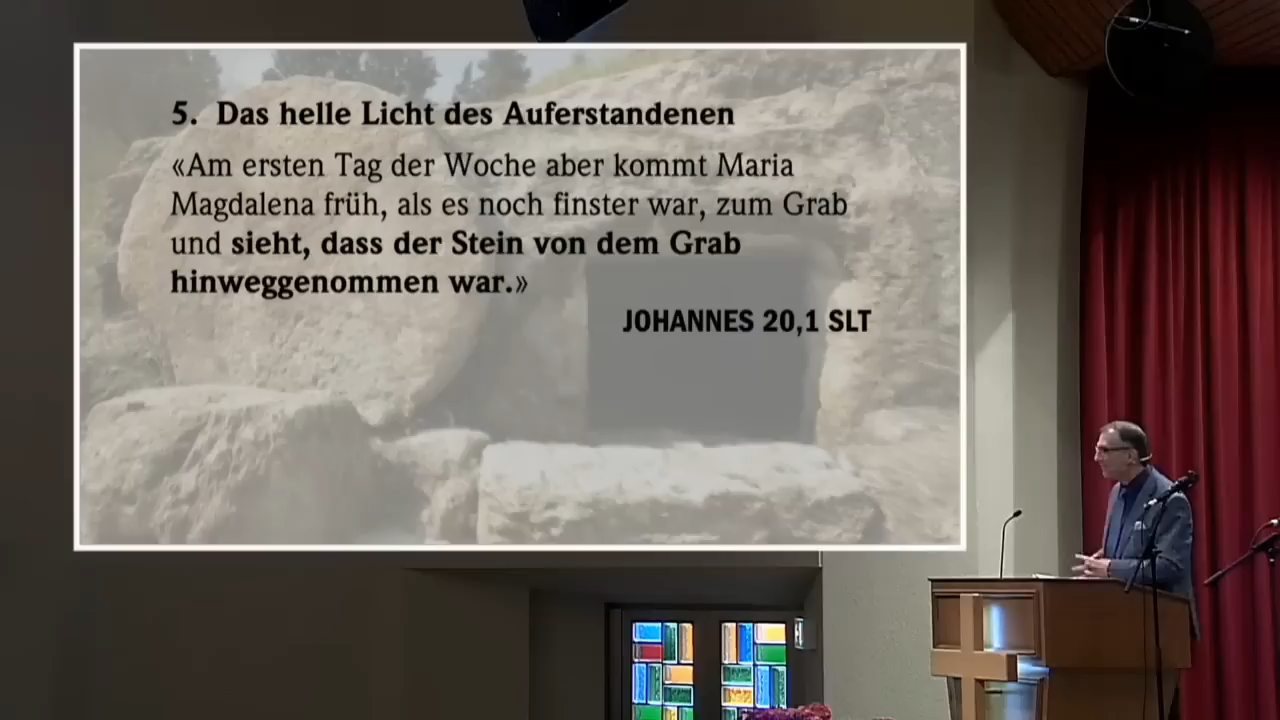 5. Das helle Licht des Auferstandenen
«Am ersten Tag der Woche aber kommt Maria
Magdalena früh, als es noch finster war, zum Grab
und sieht, dass der Stein von dem Grab
hinweggenommen war.»
JOHANNES 20,1 SLT